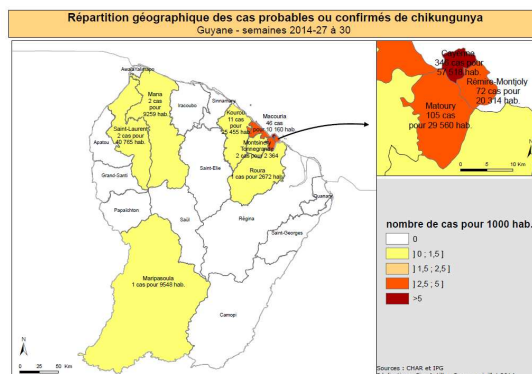 Répartition géographique des cas probables ou confirmés de chikungunya
Guyane - semaines 2014-27 à 30
Mana
2 cas
pour
9259 hab.
Iracoubo
Sinnamary
Kourou
11 cas
pour
25 455 hab.
Macouria
46 cas
pour 10 160 hab.
Montsinéry
Tonnegrande
2 cas pour 2 364
Saint-Laurent
2 cas pour
40 765 hab.
Apatou
Saint-Elie
Roura
1 cas pour 2672 hab.
Grand-Santi
Ouanary
Papaïchton
Saül
Régina
Saint-Georges
Maripasoula
1 cas pour 9548 hab.
Camopi
N
0 25 50 Km
Cayenne
348 cas pour
57 518 hab.
Rémire-Montjoly
72 cas pour
20 314 hab.
Matoury
105 cas
pour 29 560 hab.
0 5 10 Km
N
nombre de cas pour 1000 hab.
0
] 0 ; 1,5 ]
] 1,5 ; 2,5 ]
] 2,5 ; 5 ]
>5
Sources : CHAR et IPG